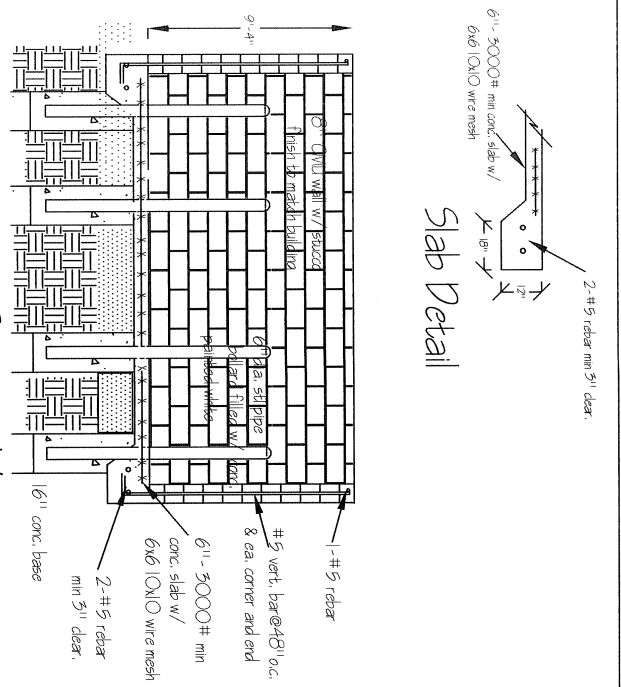 2-#5 rebar min 3" clear.
6"- 3000# min conc. slab w/
6x6 10x10 wire mesh
12"
18"
Slab Detail
9'-4"
8" CMU wall w/ stucco
finish to match building
6" dia. stl pipe
bollard filled w/ conc.
painted white
1-#5 rebar
#5 vert. bar@48" o.c.
& ea. corner and end
6"- 3000# min
conc. slab w/
6x6 10x10 wire mesh
2-#5 rebar
min 3" clear.
16" conc. base